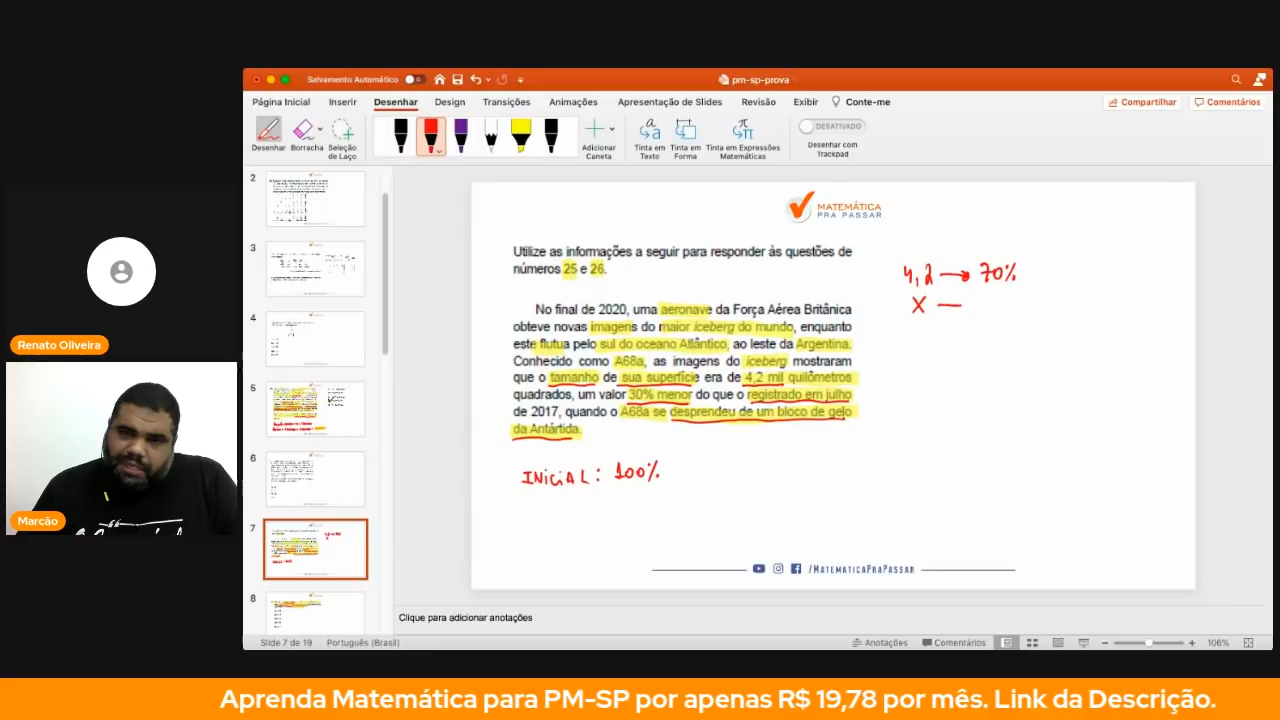 Salvamento Automático
pm-sp-prova
Página Inicial Inserir Desenhar Design Transições Animações Apresentação de Slides Revisão Exibir Conte-me
Compartilhar Comentários
Desenhar Borracha Seleção de Laço
Adicionar Caneta
Tinta em Texto Tinta em Forma Tinta em Expressões Matemáticas
DESATIVADO
Desenhar com Trackpad
2
3
4
5
6
7
8
MATEMÁTICA
PRA PASSAR
Utilize as informações a seguir para responder às questões de
números 25 e 26.
No final de 2020, uma aeronave da Força Aérea Britânica
obteve novas imagens do maior iceberg do mundo, enquanto
este flutua pelo sul do oceano Atlântico, ao leste da Argentina.
Conhecido como A68a, as imagens do iceberg mostraram
que o tamanho de sua superfície era de 4,2 mil quilômetros
quadrados, um valor 30% menor do que o registrado em julho
de 2017, quando o A68a se desprendeu de um bloco de gelo
da Antártida.
INICIAL: 100%
4,2 → 70%
X —
/MATEMATICAPRAPASSAR
Clique para adicionar anotações
Slide 7 de 19 Português (Brasil)
Anotações Comentários
106%
Renato Oliveira
Marcão
Aprenda Matemática para PM-SP por apenas R$ 19,78 por mês. Link da Descrição.